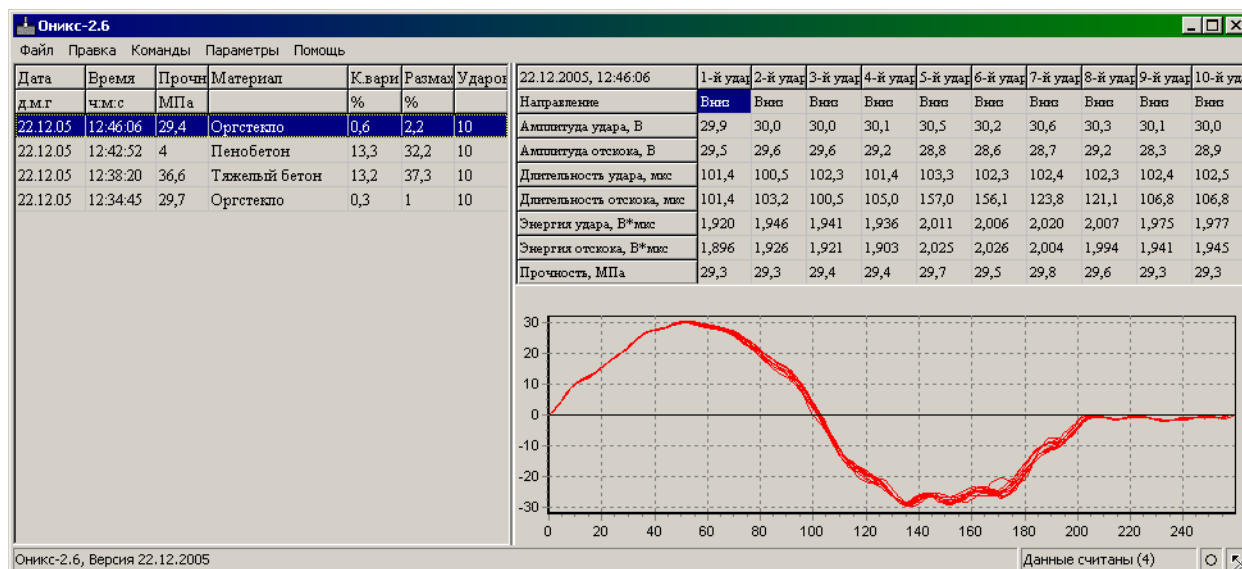 Оникс-2.6
Файл Правка Команды Параметры Помощь
Дата Время Прочн Материал К.вари Размах Ударов
д.м.г ч:м:с МПа % %
22.12.05 12:46:06 29,4 Оргстекло 0,6 2,2 10
22.12.05 12:42:52 4 Пенобетон 13,3 32,2 10
22.12.05 12:38:20 36,6 Тяжелый бетон 13,2 37,3 10
22.12.05 12:34:45 29,7 Оргстекло 0,3 1 10
22.12.2005, 12:46:06 1-й удар 2-й удар 3-й удар 4-й удар 5-й удар 6-й удар 7-й удар 8-й удар 9-й удар 10-й уд
Направление Вниз Вниз Вниз Вниз Вниз Вниз Вниз Вниз Вниз Вниз
Амплитуда удара, В 29,9 30,0 30,0 30,1 30,5 30,2 30,6 30,3 30,1 30,0
Амплитуда отскока, В 29,5 29,6 29,6 29,2 28,8 28,6 28,7 29,2 28,3 28,9
Длительность удара, мкс 101,4 100,5 102,3 101,4 103,3 102,3 102,4 102,3 102,4 102,5
Длительность отскока, мкс 101,4 103,2 100,5 105,0 157,0 156,1 123,8 121,1 106,8 106,8
Энергия удара, В*мкс 1,920 1,946 1,941 1,936 2,011 2,006 2,020 2,007 1,975 1,977
Энергия отскока, В*мкс 1,896 1,926 1,921 1,903 2,025 2,026 2,004 1,994 1,941 1,945
Прочность, МПа 29,3 29,3 29,4 29,4 29,7 29,5 29,8 29,6 29,3 29,3
30
20
10
0
-10
-20
-30
0 20 40 60 80 100 120 140 160 180 200 220 240
Оникс-2.6, Версия 22.12.2005 Данные считаны (4)